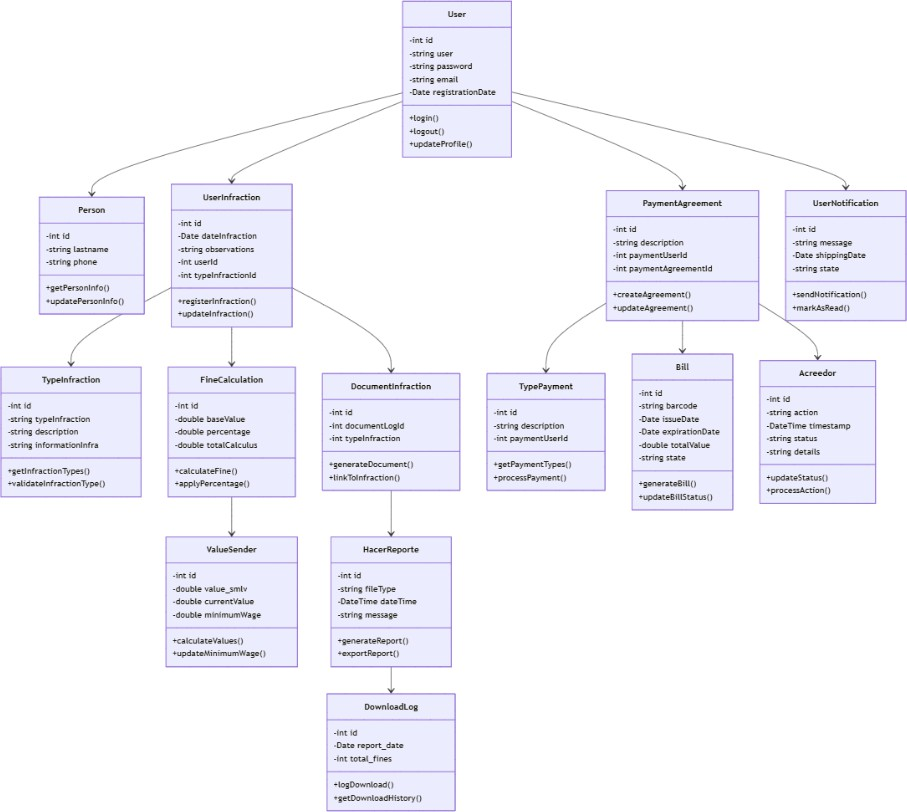 User
-int id
-string user
-string password
-string email
-Date registrationDate
+login()
+logout()
+updateProfile()
Person
-int id
-string lastname
-string phone
+getPersonInfo()
+updatePersonInfo()
UserInfraction
-int id
-Date dateInfraction
-string observations
-int userId
-int typeInfractionId
+registerInfraction()
+updateInfraction()
PaymentAgreement
-int id
-string description
-int paymentUserId
-int paymentAgreementId
+createAgreement()
+updateAgreement()
UserNotification
-int id
-string message
-Date shippingDate
-string state
+sendNotification()
+markAsRead()
TypeInfraction
-int id
-string typeInfraction
-string description
-string informationInfra
+getInfractionTypes()
+validateInfractionType()
FineCalculation
-int id
-double baseValue
-double percentage
-double totalCalculus
+calculateFine()
+applyPercentage()
DocumentInfraction
-int id
-int documentLogId
-int typeInfraction
+generateDocument()
+linkToInfraction()
TypePayment
-int id
-string description
-int paymentUserId
+getPaymentTypes()
+processPayment()
Bill
-int id
-string barcode
-Date issueDate
-Date expirationDate
-double totalValue
-string state
+generateBill()
+updateBillStatus()
Acreedor
-int id
-string action
-DateTime timestamp
-string status
-string details
+updateStatus()
+processAction()
ValueSender
-int id
-double value_smlv
-double currentValue
-double minimumWage
+calculateValues()
+updateMinimumWage()
HacerReporte
-int id
-string fileType
-DateTime dateTime
-string message
+generateReport()
+exportReport()
DownloadLog
-int id
-Date report_date
-int total_fines
+logDownload()
+getDownloadHistory()